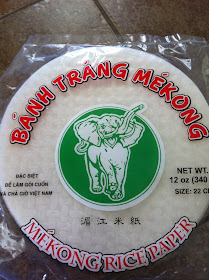 BÁNH TRÁNG MÉKONG
ĐẶC BIỆT
ĐỂ LÀM GỎI CUỐN
VÀ CHẢ GIÒ VIỆT NAM
NET WT.
12 oz (340
SIZE: 22 C
湄江米紙
MÉKONG RICE PAPER